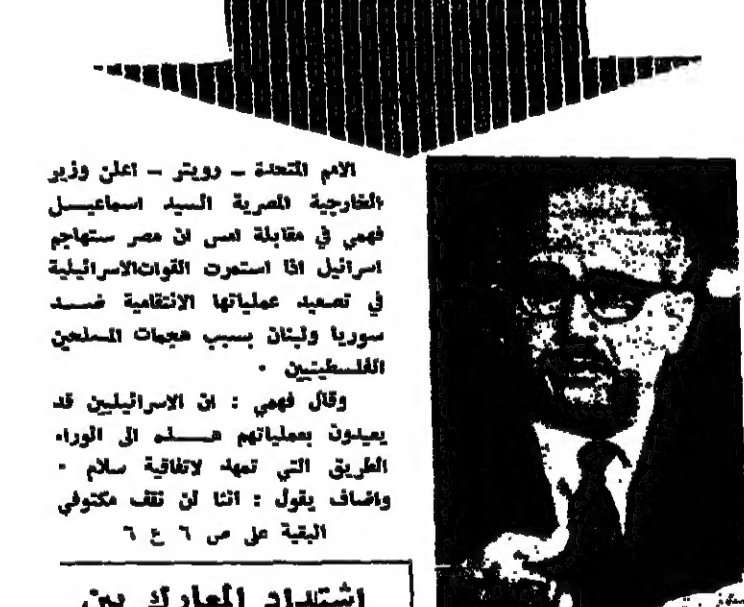 الامم المتحدة - رويتر - اعلن وزير
الخارجية المصرية السيد اسماعيل
فهمي في مقابلة امس ان مصر ستهاجم
اسرائيل اذا استمرت القوات الاسرائيلية
في تصعيد عملياتها الانتقامية ضد
سوريا ولبنان بسبب هجمات المسلحين
الفلسطينيين .
وقال فهمي : ان الاسرائيليين قد
يعيدون بعملياتهم هذه الى الوراء
الطريق التي تمهد لاتفاقية سلام .
واضاف يقول : اننا لن نقف مكتوفي
البقية على ص ٦ ع ٦
اشتداد المعارك بين